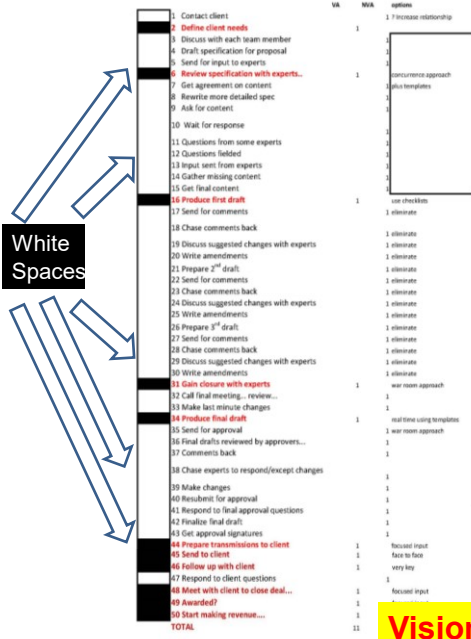 VA NVA options
1 Contact client 1 ? Increase relationship
2 Define client needs 1
3 Discuss with each team member 1
4 Draft specification for proposal 1
5 Send for input to experts 1
6 Review specification with experts.. 1 concurrence approach
7 Get agreement on content 1 plus templates
8 Rewrite more detailed spec 1
9 Ask for content 1
10 Wait for response 1
11 Questions from some experts 1
12 Questions fielded 1
13 Input sent from experts 1
14 Gather missing content 1
15 Get final content 1
16 Produce first draft 1 use checklists
17 Send for comments 1 eliminate
18 Chase comments back 1 eliminate
19 Discuss suggested changes with experts 1 eliminate
20 Write amendments 1 eliminate
21 Prepare 2nd draft 1 eliminate
22 Send for comments 1 eliminate
23 Chase comments back 1 eliminate
24 Discuss suggested changes with experts 1 eliminate
25 Write amendments 1 eliminate
26 Prepare 3rd draft 1 eliminate
27 Send for comments 1 eliminate
28 Chase comments back 1 eliminate
29 Discuss suggested changes with experts 1 eliminate
30 Write amendments 1 eliminate
31 Gain closure with experts 1 war room approach
32 Call final meeting... review... 1
33 Make last minute changes 1
34 Produce final draft 1 real time using templates
35 Send for approval 1 war room approach
36 Final drafts reviewed by approvers... 1
37 Comments back 1
38 Chase experts to respond/except changes 1
39 Make changes 1
40 Resubmit for approval 1
41 Respond to final approval questions 1
42 Finalize final draft 1
43 Get approval signatures 1
44 Prepare transmissions to client 1 focused input
45 Send to client 1 face to face
46 Follow up with client 1 very key
47 Respond to client questions 1
48 Meet with client to close deal... 1 focused input
49 Awarded? 1
50 Start making revenue.... 1
TOTAL 11
White
Spaces
Vision